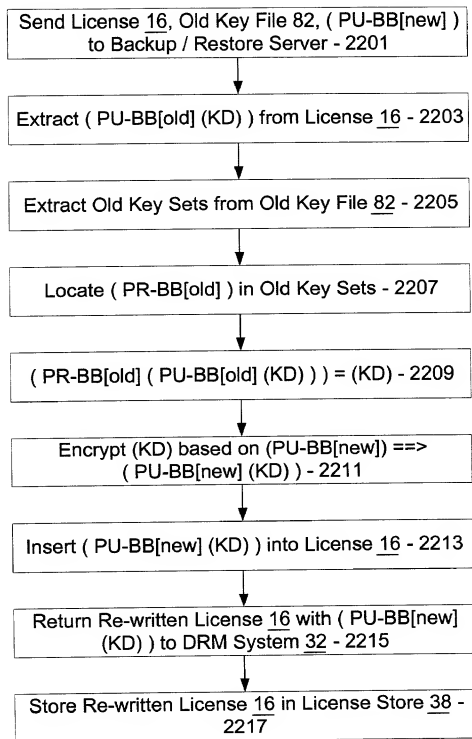 Send License 16, Old Key File 82, ( PU-BB[new] )
to Backup / Restore Server - 2201
Extract ( PU-BB[old] (KD) ) from License 16 - 2203
Extract Old Key Sets from Old Key File 82 - 2205
Locate ( PR-BB[old] ) in Old Key Sets - 2207
( PR-BB[old] ( PU-BB[old] (KD) ) ) = (KD) - 2209
Encrypt (KD) based on (PU-BB[new]) ==>
( PU-BB[new] (KD) ) - 2211
Insert ( PU-BB[new] (KD) ) into License 16 - 2213
Return Re-written License 16 with ( PU-BB[new]
(KD) ) to DRM System 32 - 2215
Store Re-written License 16 in License Store 38 -
2217